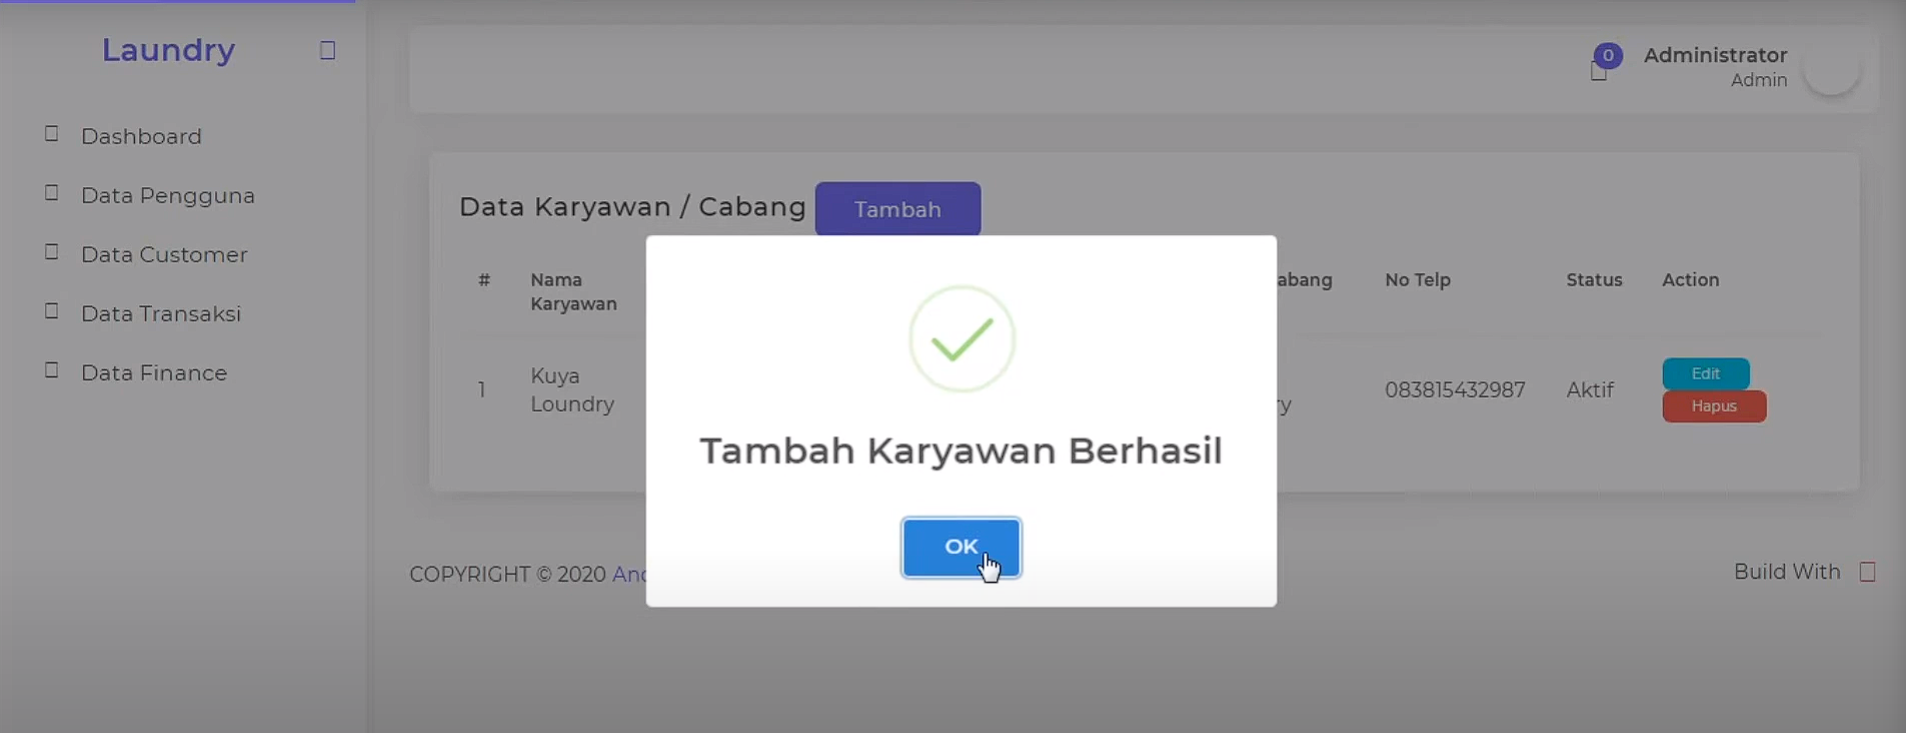 Laundry
0
Administrator
Admin
Dashboard
Data Pengguna
Data Customer
Data Transaksi
Data Finance
Data Karyawan / Cabang
Tambah
#
Nama
Karyawan
No Telp
Status
Action
1
Kuya
Loundry
083815432987
Aktif
Edit
Hapus
Tambah Karyawan Berhasil
OK
COPYRIGHT © 2020
Build With